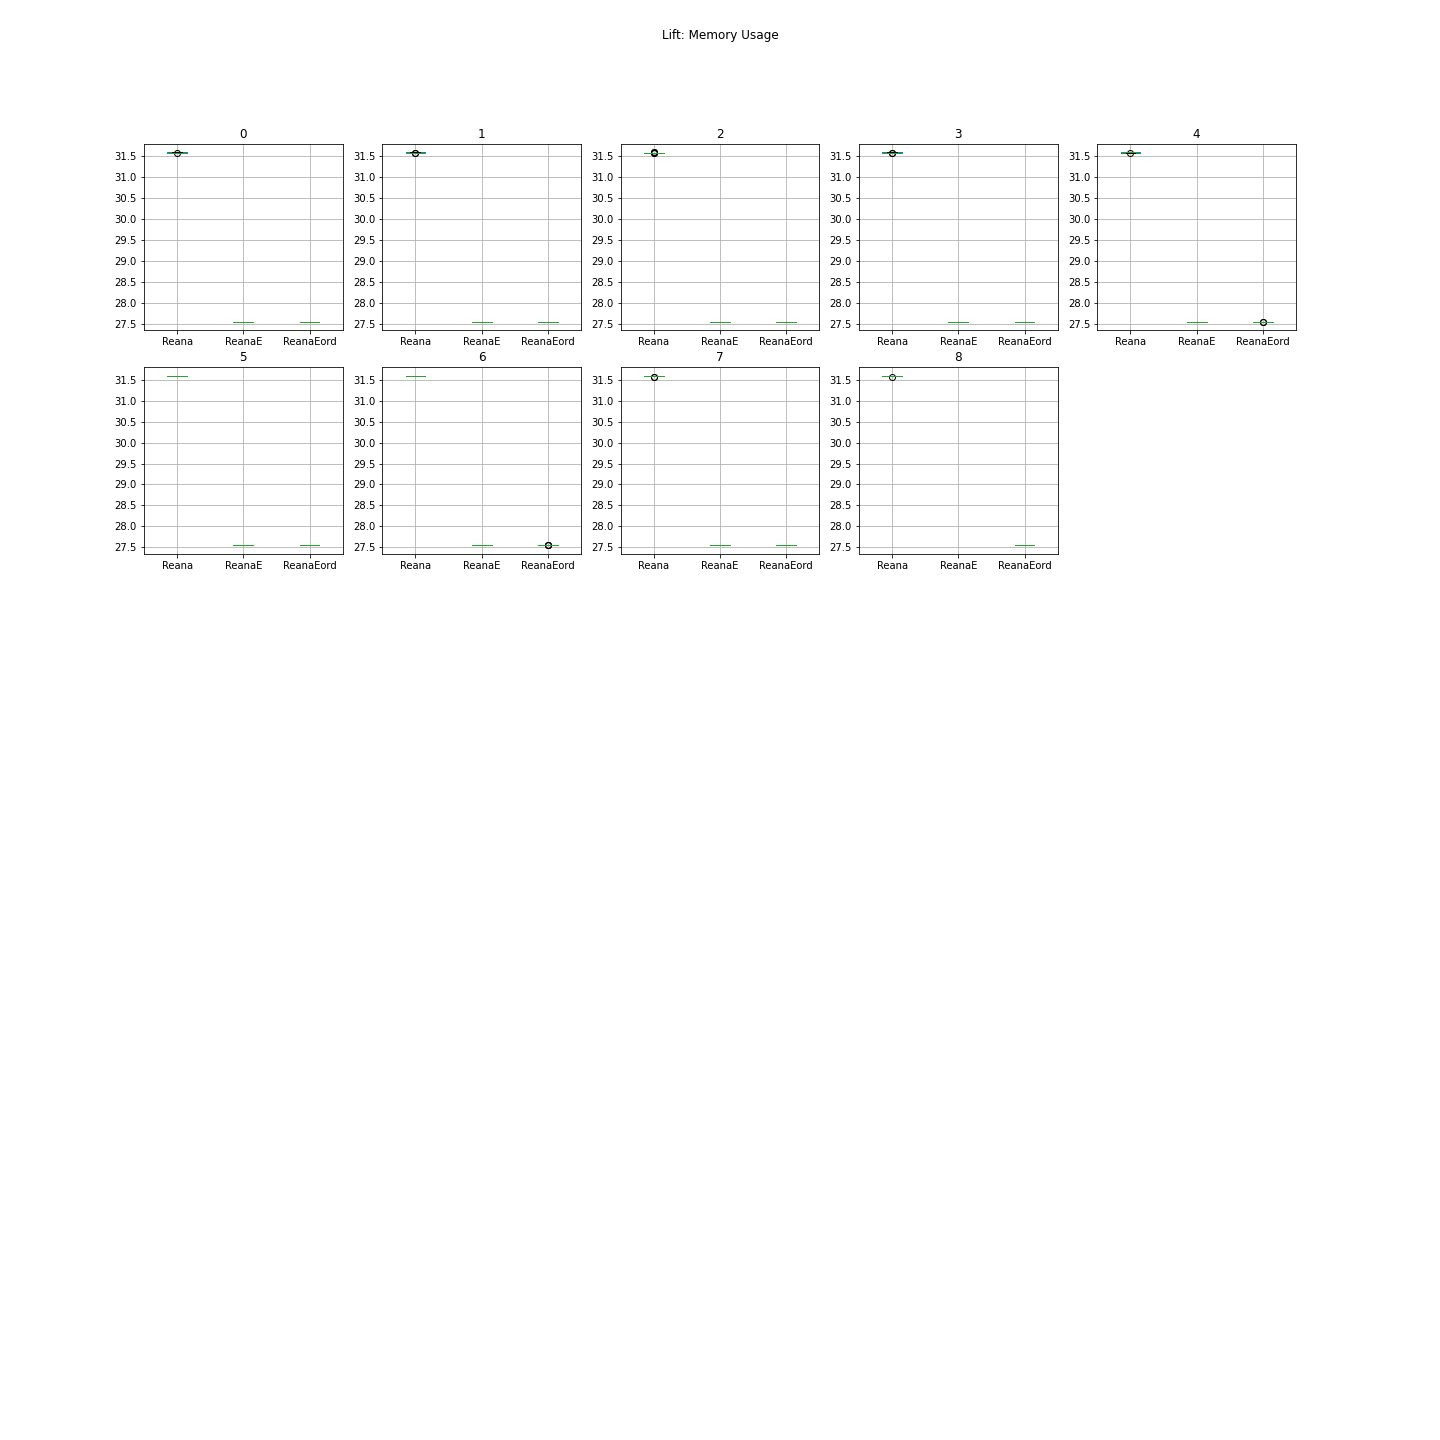 Lift: Memory Usage
0 1 2 3 4
31.5 31.5 31.5 31.5 31.5
31.0 31.0 31.0 31.0 31.0
30.5 30.5 30.5 30.5 30.5
30.0 30.0 30.0 30.0 30.0
29.5 29.5 29.5 29.5 29.5
29.0 29.0 29.0 29.0 29.0
28.5 28.5 28.5 28.5 28.5
28.0 28.0 28.0 28.0 28.0
27.5 27.5 27.5 27.5 27.5
Reana ReanaE ReanaEord Reana ReanaE ReanaEord Reana ReanaE ReanaEord Reana ReanaE ReanaEord Reana ReanaE ReanaEord
5 6 7 8
31.5 31.5 31.5 31.5
31.0 31.0 31.0 31.0
30.5 30.5 30.5 30.5
30.0 30.0 30.0 30.0
29.5 29.5 29.5 29.5
29.0 29.0 29.0 29.0
28.5 28.5 28.5 28.5
28.0 28.0 28.0 28.0
27.5 27.5 27.5 27.5
Reana ReanaE ReanaEord Reana ReanaE ReanaEord Reana ReanaE ReanaEord Reana ReanaE ReanaEord